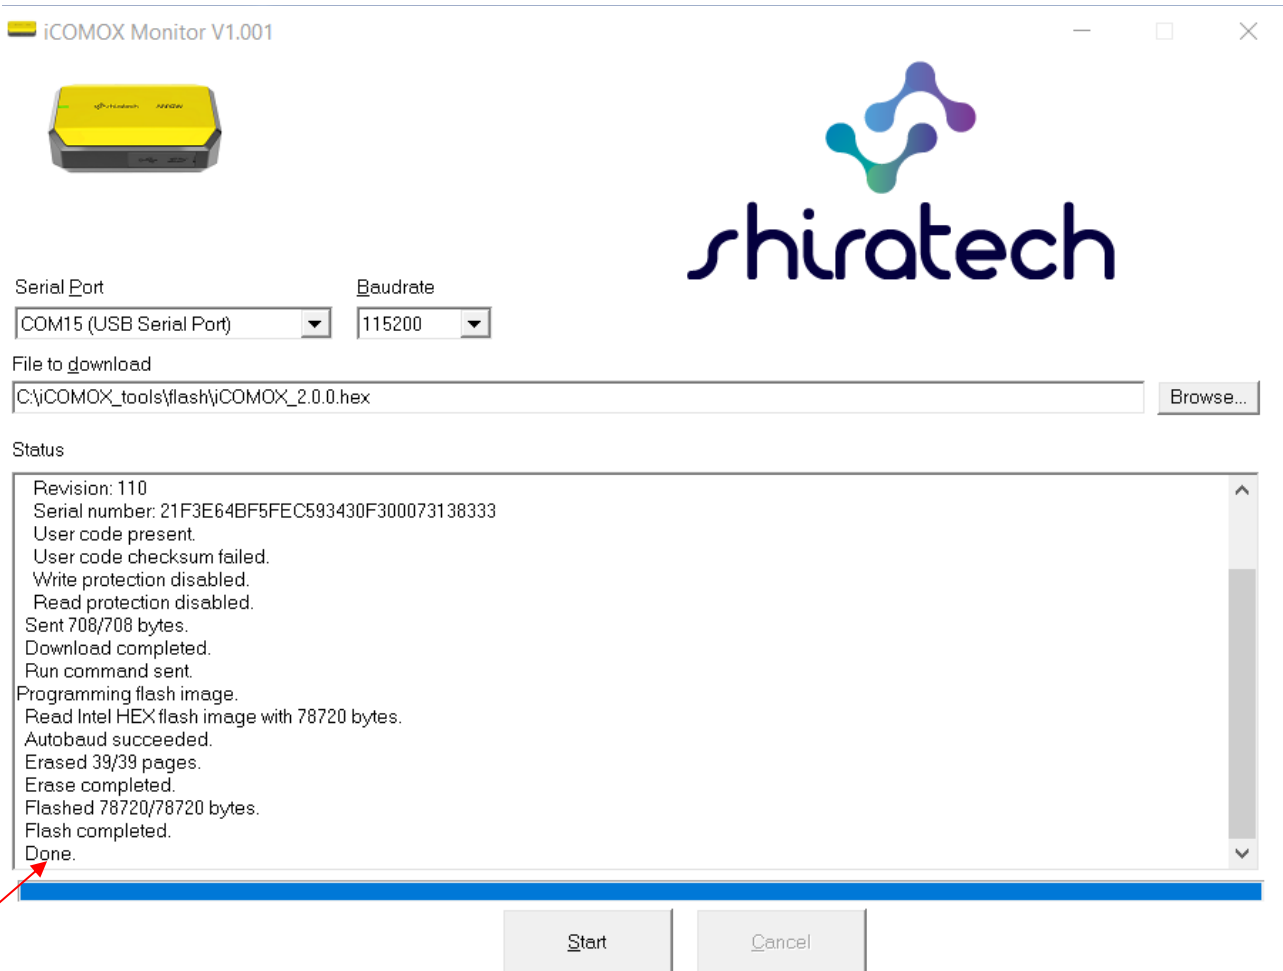 iCOMOX Monitor V1.001
shiratech ARROW
shiratech
Serial Port Baudrate
COM15 (USB Serial Port) 115200
File to download
C:\iCOMOX_tools\flash\iCOMOX_2.0.0.hex Browse...
Status
Revision: 110
Serial number: 21F3E64BF5FEC593430F300073138333
User code present.
User code checksum failed.
Write protection disabled.
Read protection disabled.
Sent 708/708 bytes.
Download completed.
Run command sent.
Programming flash image.
Read Intel HEX flash image with 78720 bytes.
Autobaud succeeded.
Erased 39/39 pages.
Erase completed.
Flashed 78720/78720 bytes.
Flash completed.
Done.
Start Cancel